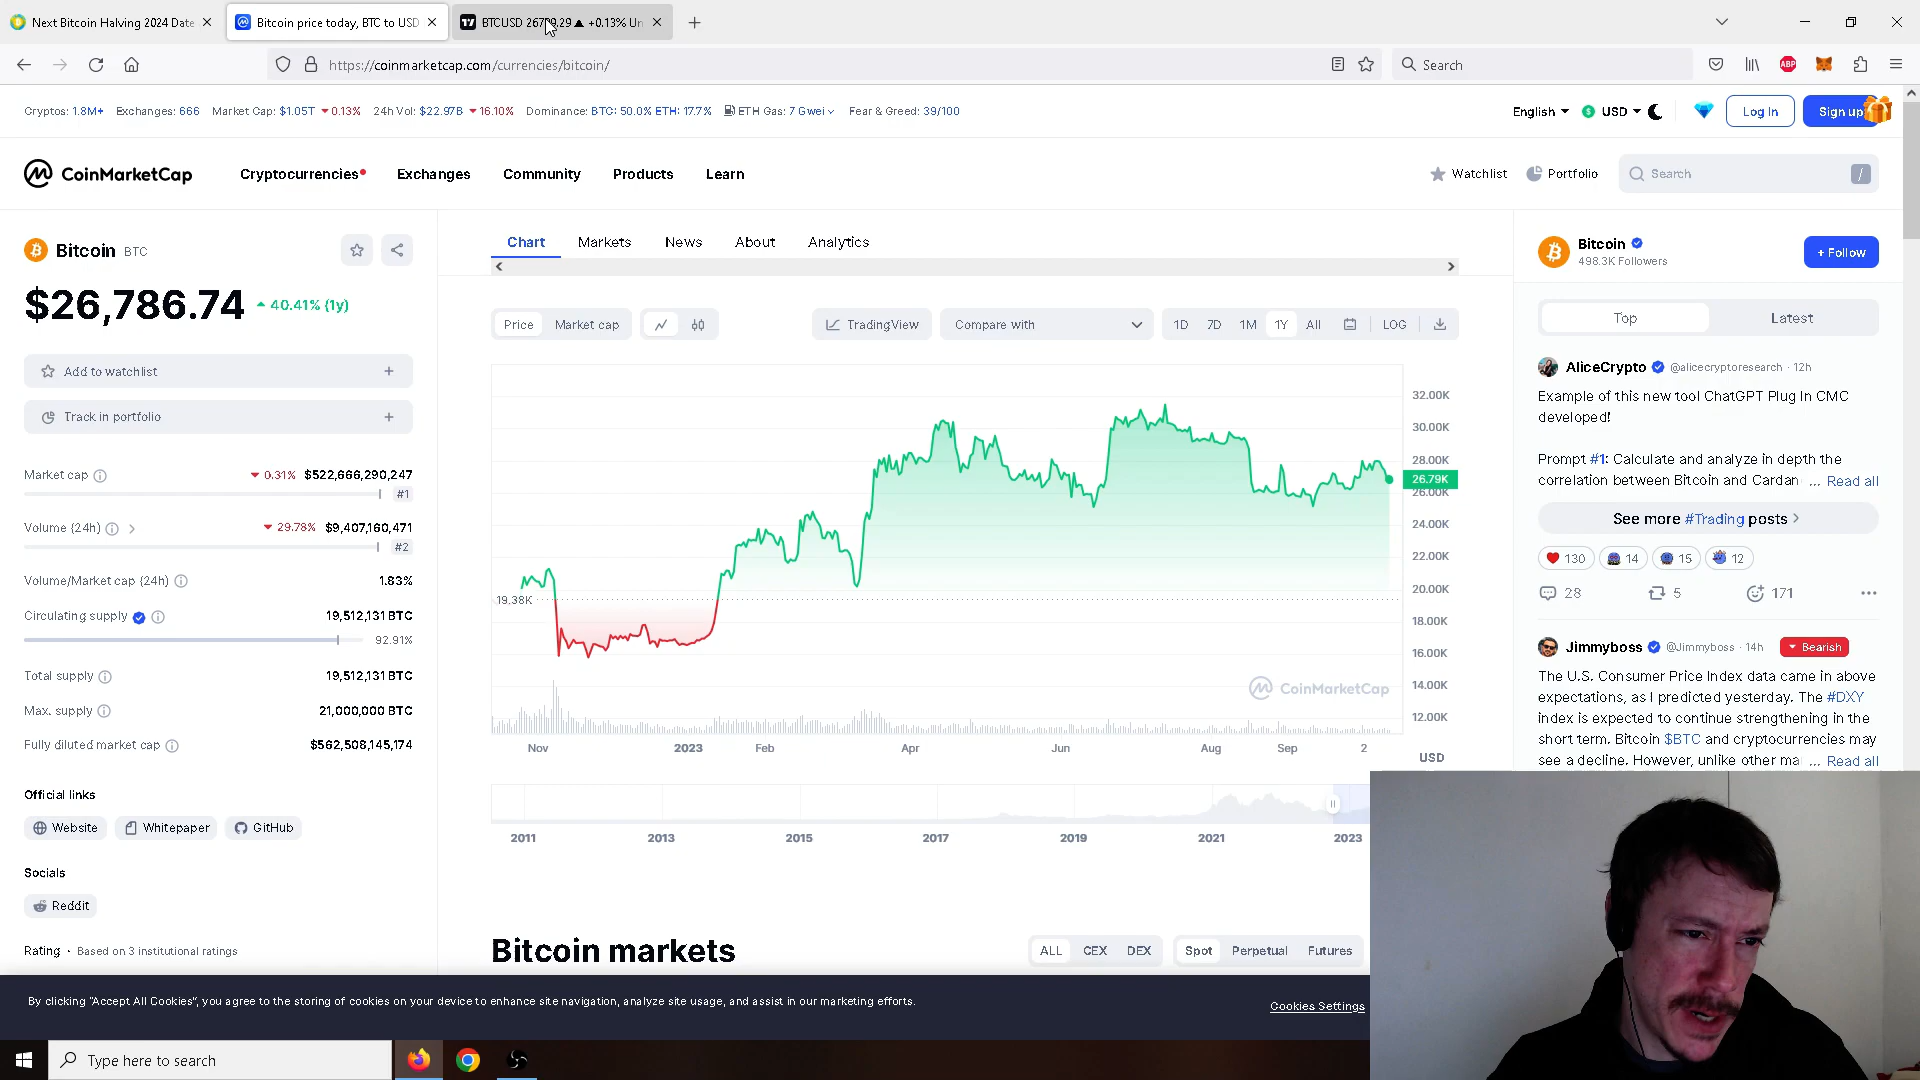 Next Bitcoin Halving 2024 Date
Bitcoin price today, BTC to USD
BTCUSD 26789.29 ▲ +0.13% Un
https://coinmarketcap.com/currencies/bitcoin/
Search
Cryptos: 1.8M+ Exchanges: 666 Market Cap: $1.05T 0.13% 24h Vol: $22.97B 16.10% Dominance: BTC: 50.0% ETH: 17.7% ETH Gas: 7 Gwei Fear & Greed: 39/100
English USD Log In Sign up
CoinMarketCap
Cryptocurrencies Exchanges Community Products Learn
Watchlist Portfolio Search /
Bitcoin BTC
$26,786.74 40.41% (1y)
Add to watchlist +
Track in portfolio +
Market cap 0.31% $522,666,290,247
#1
Volume (24h) 29.78% $9,407,160,471
#2
Volume/Market cap (24h) 1.83%
Circulating supply 19,512,131 BTC
92.91%
Total supply 19,512,131 BTC
Max. supply 21,000,000 BTC
Fully diluted market cap $562,508,145,174
Official links
Website Whitepaper GitHub
Socials
Reddit
Rating · Based on 3 institutional ratings
Chart Markets News About Analytics
Price Market cap TradingView Compare with 1D 7D 1M 1Y All LOG
32.00K
30.00K
28.00K
26.79K
26.00K
24.00K
22.00K
20.00K
19.38K
18.00K
16.00K
14.00K
12.00K
CoinMarketCap
Nov 2023 Feb Apr Jun Aug Sep 2
USD
2011 2013 2015 2017 2019 2021 2023
Bitcoin markets
ALL CEX DEX Spot Perpetual Futures
Bitcoin
498.3K Followers
+ Follow
Top Latest
AliceCrypto @alicecryptoresearch · 12h
Example of this new tool ChatGPT Plug In CMC
developed!
Prompt #1: Calculate and analyze in depth the
correlation between Bitcoin and Cardan
... Read all
See more #Trading posts
130 14 15 12
28 5 171
Jimmyboss @Jimmyboss · 14h Bearish
The U.S. Consumer Price Index data came in above
expectations, as I predicted yesterday. The #DXY
index is expected to continue strengthening in the
short term. Bitcoin $BTC and cryptocurrencies may
see a decline. However, unlike other ma ... Read all
By clicking "Accept All Cookies", you agree to the storing of cookies on your device to enhance site navigation, analyze site usage, and assist in our marketing efforts.
Cookies Settings
Type here to search